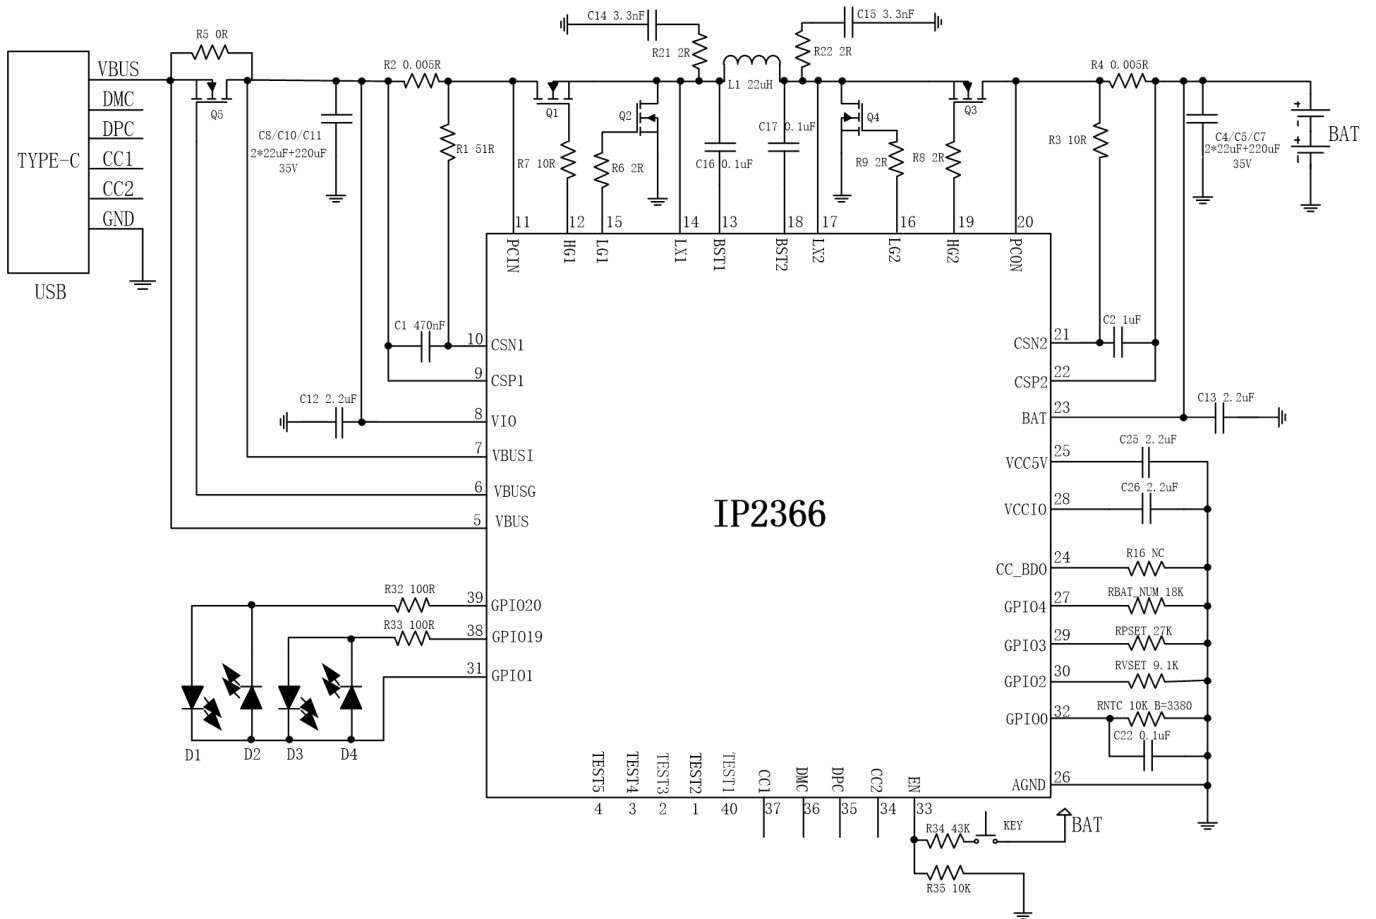 C14 3.3nF
C15 3.3nF
R5 0R
R21 2R
R22 2R
VBUS
R2 0.005R
L1 22uH
R4 0.005R
DMC
Q5
Q1
Q2
Q4
Q3
DPC
C8/C10/C11
2*22uF+220uF
35V
C17 0.1uF
C4/C5/C7
2*22uF+220uF
35V
BAT
TYPE-C
CC1
R1 51R
R7 10R
R6 2R
C16 0.1uF
R9 2R
R8 2R
R3 10R
CC2
GND
USB
11
12
15
14
13
18
17
16
19
20
PCIN
HG1
LG1
LX1
BST1
BST2
LX2
LG2
HG2
PCON
C1 470nF
10
CSN1
9
CSP1
C12 2.2uF
8
VIO
7
VBUSI
6
VBUSG
5
VBUS
C2 1uF
21
CSN2
22
CSP2
C13 2.2uF
23
BAT
C25 2.2uF
25
VCC5V
C26 2.2uF
28
VCCIO
IP2366
R16 NC
24
CC_BDO
RBAT_NUM 18K
27
GPIO4
RPSET 27K
29
GPIO3
RVSET 9.1K
30
GPIO2
RNTC 10K B=3380
32
GPIO0
C22 0.1uF
26
AGND
R32 100R
39
GPIO20
R33 100R
38
GPIO19
31
GPIO1
D1
D2
D3
D4
TEST5
TEST4
TEST3
TEST2
TEST1
CC1
DMC
DPC
CC2
EN
4
3
2
1
40
37
36
35
34
33
R34 43K
KEY
BAT
R35 10K